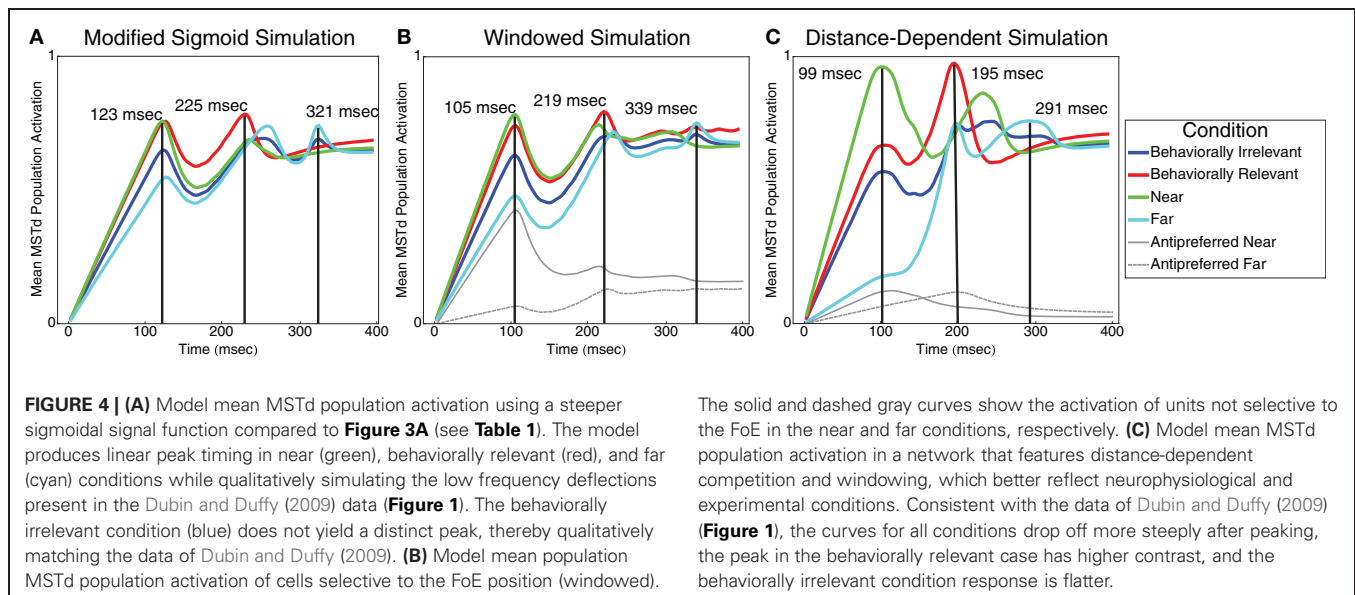 A Modified Sigmoid Simulation
1
Mean MSTd Population Activation
123 msec
225 msec
321 msec
0
0 100 200 300 400
Time (msec)
B Windowed Simulation
1
Mean MSTd Population Activation
105 msec
219 msec
339 msec
0
0 100 200 300 400
Time (msec)
C Distance-Dependent Simulation
1
Mean MSTd Population Activation
99 msec
195 msec
291 msec
0
0 100 200 300 400
Time (msec)
Condition
Behaviorally Irrelevant
Behaviorally Relevant
Near
Far
Antipreferred Near
Antipreferred Far
FIGURE 4 | (A) Model mean MSTd population activation using a steeper
sigmoidal signal function compared to Figure 3A (see Table 1). The model
produces linear peak timing in near (green), behaviorally relevant (red), and far
(cyan) conditions while qualitatively simulating the low frequency deflections
present in the Dubin and Duffy (2009) data (Figure 1). The behaviorally
irrelevant condition (blue) does not yield a distinct peak, thereby qualitatively
matching the data of Dubin and Duffy (2009). (B) Model mean population
MSTd population activation of cells selective to the FoE position (windowed).
The solid and dashed gray curves show the activation of units not selective to
the FoE in the near and far conditions, respectively. (C) Model mean MSTd
population activation in a network that features distance-dependent
competition and windowing, which better reflect neurophysiological and
experimental conditions. Consistent with the data of Dubin and Duffy (2009)
(Figure 1), the curves for all conditions drop off more steeply after peaking,
the peak in the behaviorally relevant case has higher contrast, and the
behaviorally irrelevant condition response is flatter.